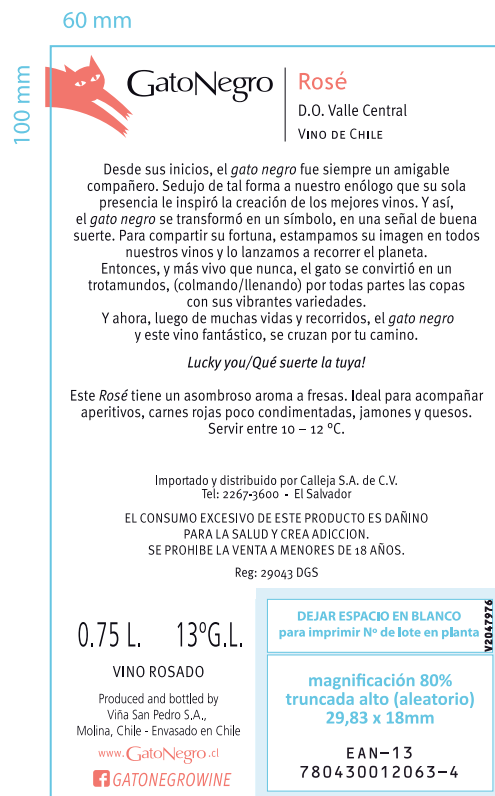 60 mm
100 mm
GatoNegro
Rosé
D.O. Valle Central
VINO DE CHILE
Desde sus inicios, el gato negro fue siempre un amigable
compañero. Sedujo de tal forma a nuestro enólogo que su sola
presencia le inspiró la creación de los mejores vinos. Y así,
el gato negro se transformó en un símbolo, en una señal de buena
suerte. Para compartir su fortuna, estampamos su imagen en todos
nuestros vinos y lo lanzamos a recorrer el planeta.
Entonces, y más vivo que nunca, el gato se convirtió en un
trotamundos, (colmando/llenando) por todas partes las copas
con sus vibrantes variedades.
Y ahora, luego de muchas vidas y recorridos, el gato negro
y este vino fantástico, se cruzan por tu camino.
Lucky you/Qué suerte la tuya!
Este Rosé tiene un asombroso aroma a fresas. Ideal para acompañar
aperitivos, carnes rojas poco condimentadas, jamones y quesos.
Servir entre 10 – 12 °C.
Importado y distribuido por Calleja S.A. de C.V.
Tel: 2267-3600 - El Salvador
EL CONSUMO EXCESIVO DE ESTE PRODUCTO ES DAÑINO
PARA LA SALUD Y CREA ADICCION.
SE PROHIBE LA VENTA A MENORES DE 18 AÑOS.
Reg: 29043 DGS
0.75 L. 13°G.L.
VINO ROSADO
Produced and bottled by
Viña San Pedro S.A.,
Molina, Chile - Envasado en Chile
www.GatoNegro.cl
GATONEGROWINE
DEJAR ESPACIO EN BLANCO
para imprimir Nº de lote en planta
V2047976
magnificación 80%
truncada alto (aleatorio)
29,83 x 18mm
EAN-13
780430012063-4